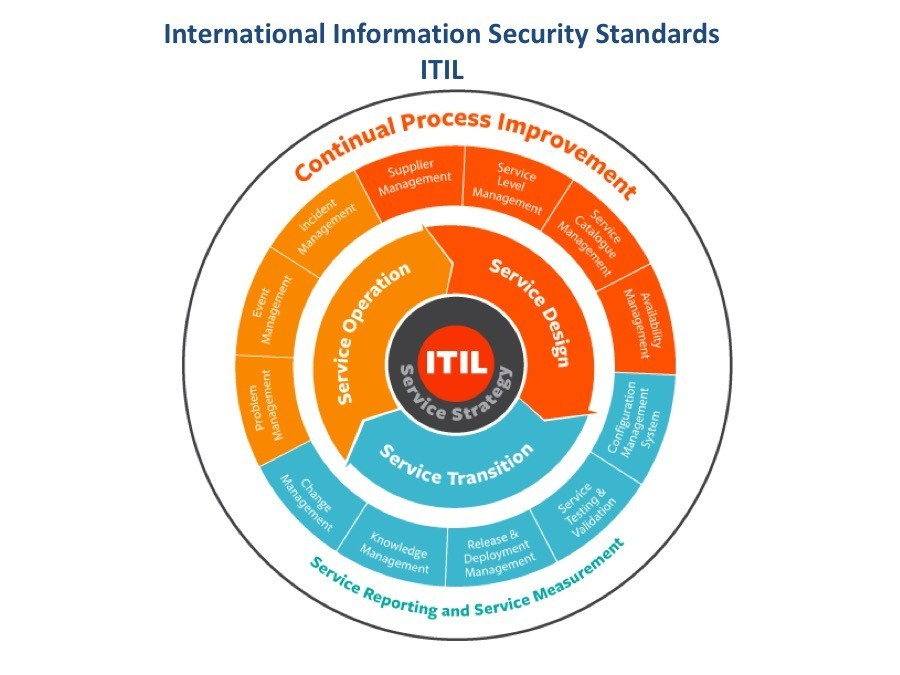 International Information Security Standards
ITIL
Continual Process Improvement
Supplier
Management
Service
Level
Management
Service
Catalogue
Management
Availability
Management
Configuration
Management
System
Service
Testing &
Validation
Release &
Deployment
Management
Knowledge
Management
Change
Management
Problem
Management
Event
Management
Incident
Management
Service Operation
Service Design
Service Transition
ITIL
Service Strategy
Service Reporting and Service Measurement